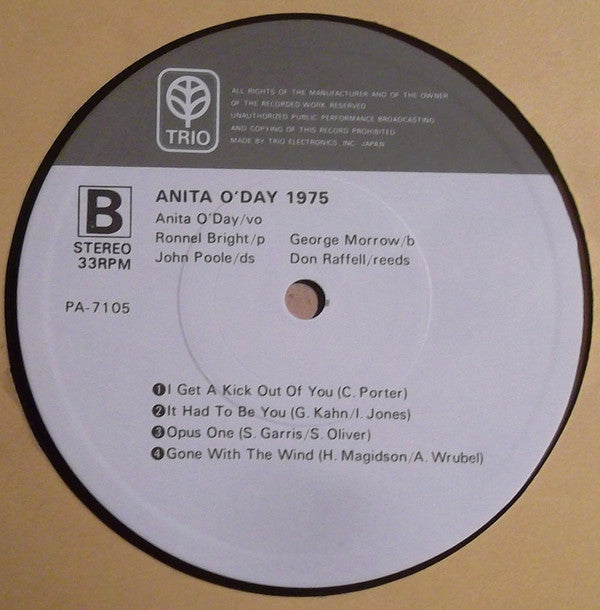 TRIO
ALL RIGHTS OF THE MANUFACTURER AND OF THE OWNER
OF THE RECORDED WORK RESERVED
UNAUTHORIZED PUBLIC PERFORMANCE BROADCASTING
AND COPYING OF THIS RECORD PROHIBITED
MADE BY TRIO ELECTRONICS, INC. JAPAN
B
STEREO
33RPM
PA-7105
ANITA O'DAY 1975
Anita O'Day/vo
Ronnel Bright/p George Morrow/b
John Poole/ds Don Raffell/reeds
❶I Get A Kick Out Of You (C. Porter)
❷It Had To Be You (G. Kahn/I. Jones)
❸Opus One (S. Garris/S. Oliver)
❹Gone With The Wind (H. Magidson/A. Wrubel)